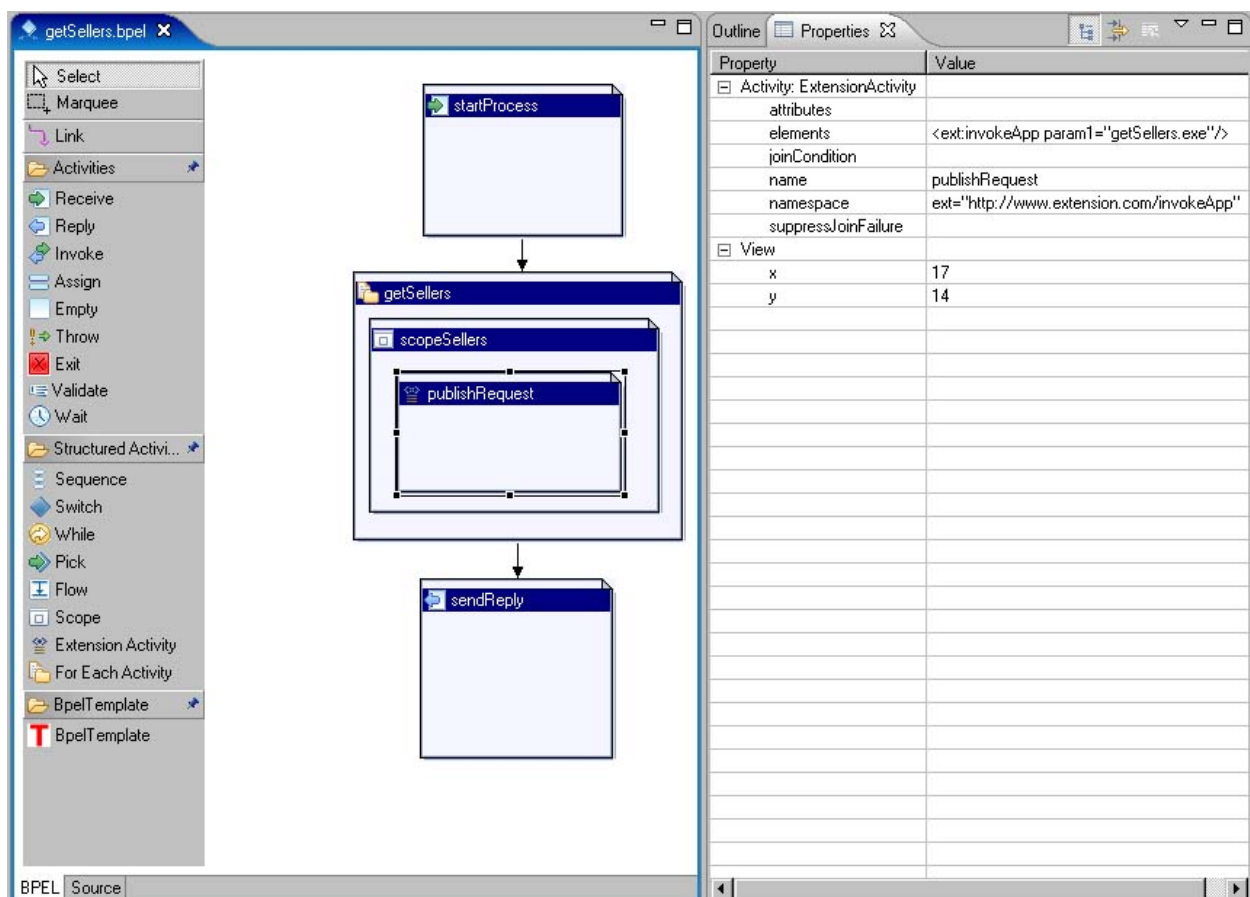 getSellers.bpel
Select
Marquee
Link
Activities
Receive
Reply
Invoke
Assign
Empty
Throw
Exit
Validate
Wait
Structured Activi...
Sequence
Switch
While
Pick
Flow
Scope
Extension Activity
For Each Activity
BpelTemplate
T BpelTemplate
startProcess
getSellers
scopeSellers
publishRequest
sendReply
BPEL Source
Outline Properties
Property Value
Activity: ExtensionActivity
attributes
elements <ext:invokeApp param1="getSellers.exe"/>
joinCondition
name publishRequest
namespace ext="http://www.extension.com/invokeApp"
suppressJoinFailure
View
x 17
y 14